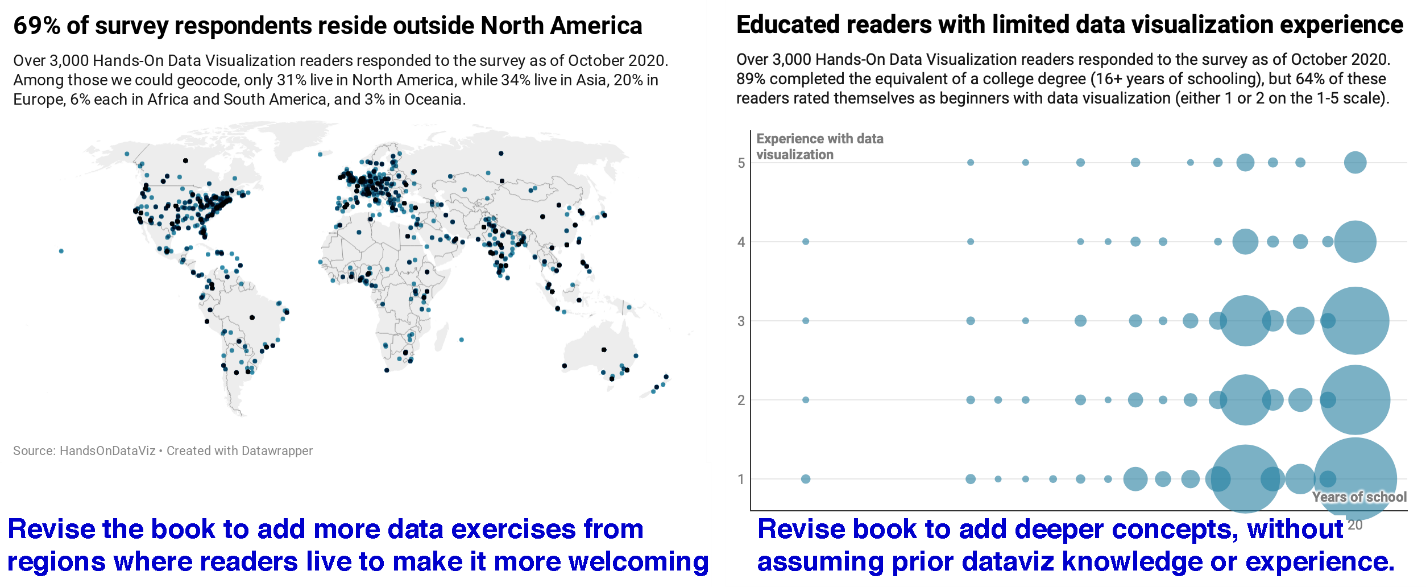 69% of survey respondents reside outside North America
Over 3,000 Hands-On Data Visualization readers responded to the survey as of October 2020.
Among those we could geocode, only 31% live in North America, while 34% live in Asia, 20% in
Europe, 6% each in Africa and South America, and 3% in Oceania.
Source: HandsOnDataViz • Created with Datawrapper
Revise the book to add more data exercises from
regions where readers live to make it more welcoming
Educated readers with limited data visualization experience
Over 3,000 Hands-On Data Visualization readers responded to the survey as of October 2020.
89% completed the equivalent of a college degree (16+ years of schooling), but 64% of these
readers rated themselves as beginners with data visualization (either 1 or 2 on the 1-5 scale).
Experience with data
visualization
5
4
3
2
1
Years of school
20
Revise book to add deeper concepts, without
assuming prior dataviz knowledge or experience.